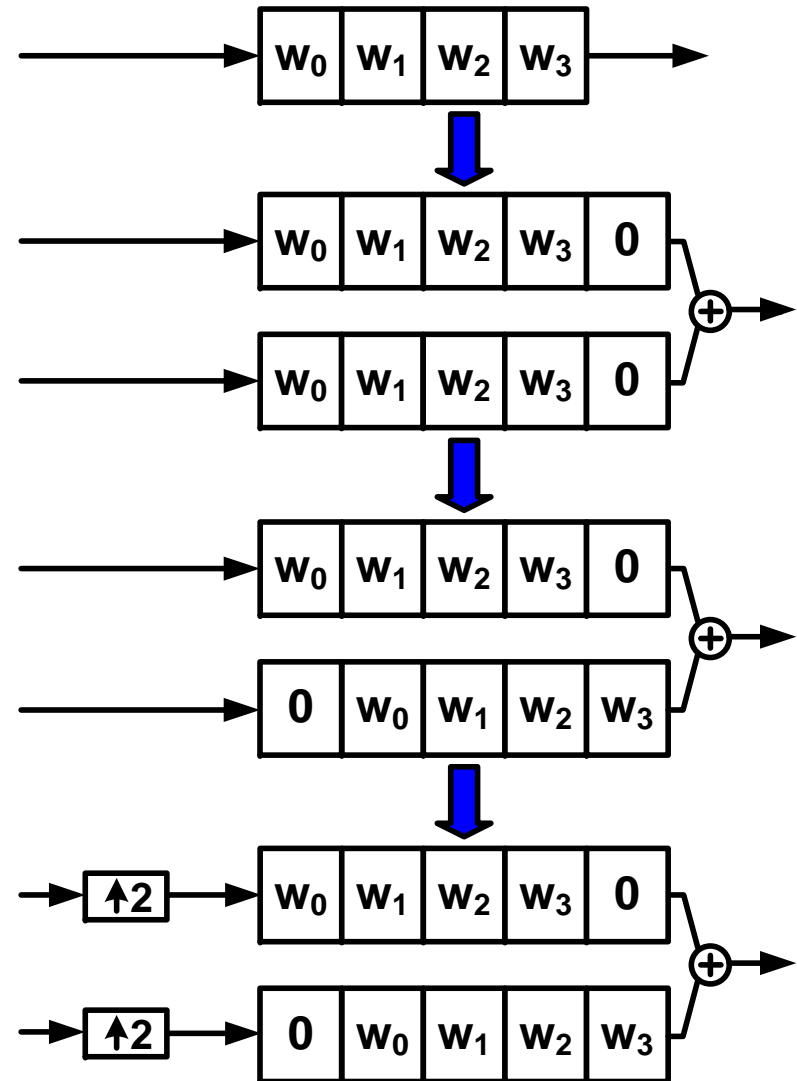 w₀ w₁ w₂ w₃
w₀ w₁ w₂ w₃ 0
+
w₀ w₁ w₂ w₃ 0
w₀ w₁ w₂ w₃ 0
+
0 w₀ w₁ w₂ w₃
↑2 w₀ w₁ w₂ w₃ 0
+
↑2 0 w₀ w₁ w₂ w₃